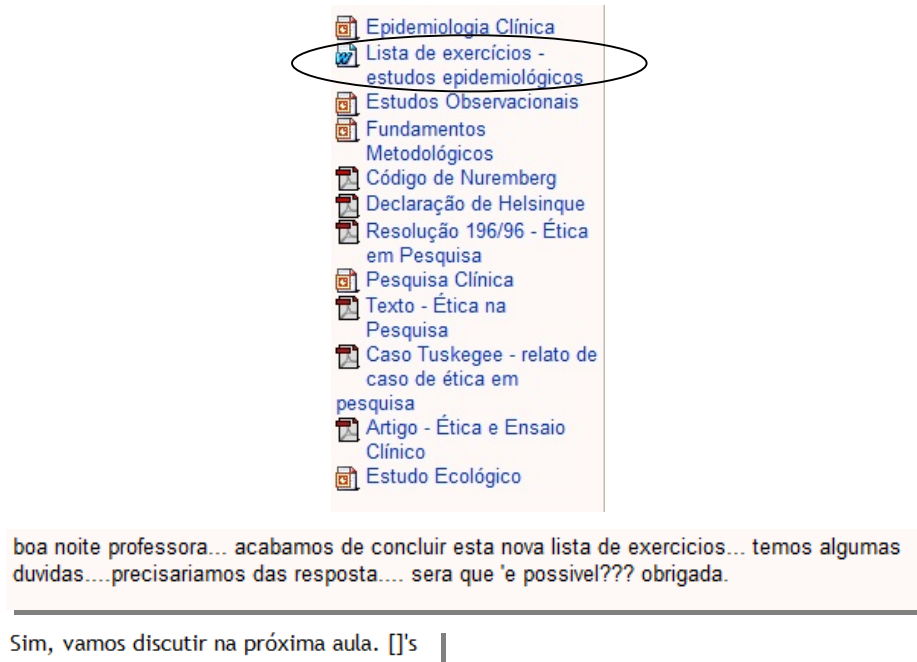 Epidemiologia Clínica
Lista de exercícios -
estudos epidemiológicos
Estudos Observacionais
Fundamentos
Metodológicos
Código de Nuremberg
Declaração de Helsinque
Resolução 196/96 - Ética
em Pesquisa
Pesquisa Clínica
Texto - Ética na
Pesquisa
Caso Tuskegee - relato de
caso de ética em
pesquisa
Artigo - Ética e Ensaio
Clínico
Estudo Ecológico
boa noite professora... acabamos de concluir esta nova lista de exercicios... temos algumas
duvidas....precisariamos das resposta.... sera que 'e possivel??? obrigada.
Sim, vamos discutir na próxima aula. []'s